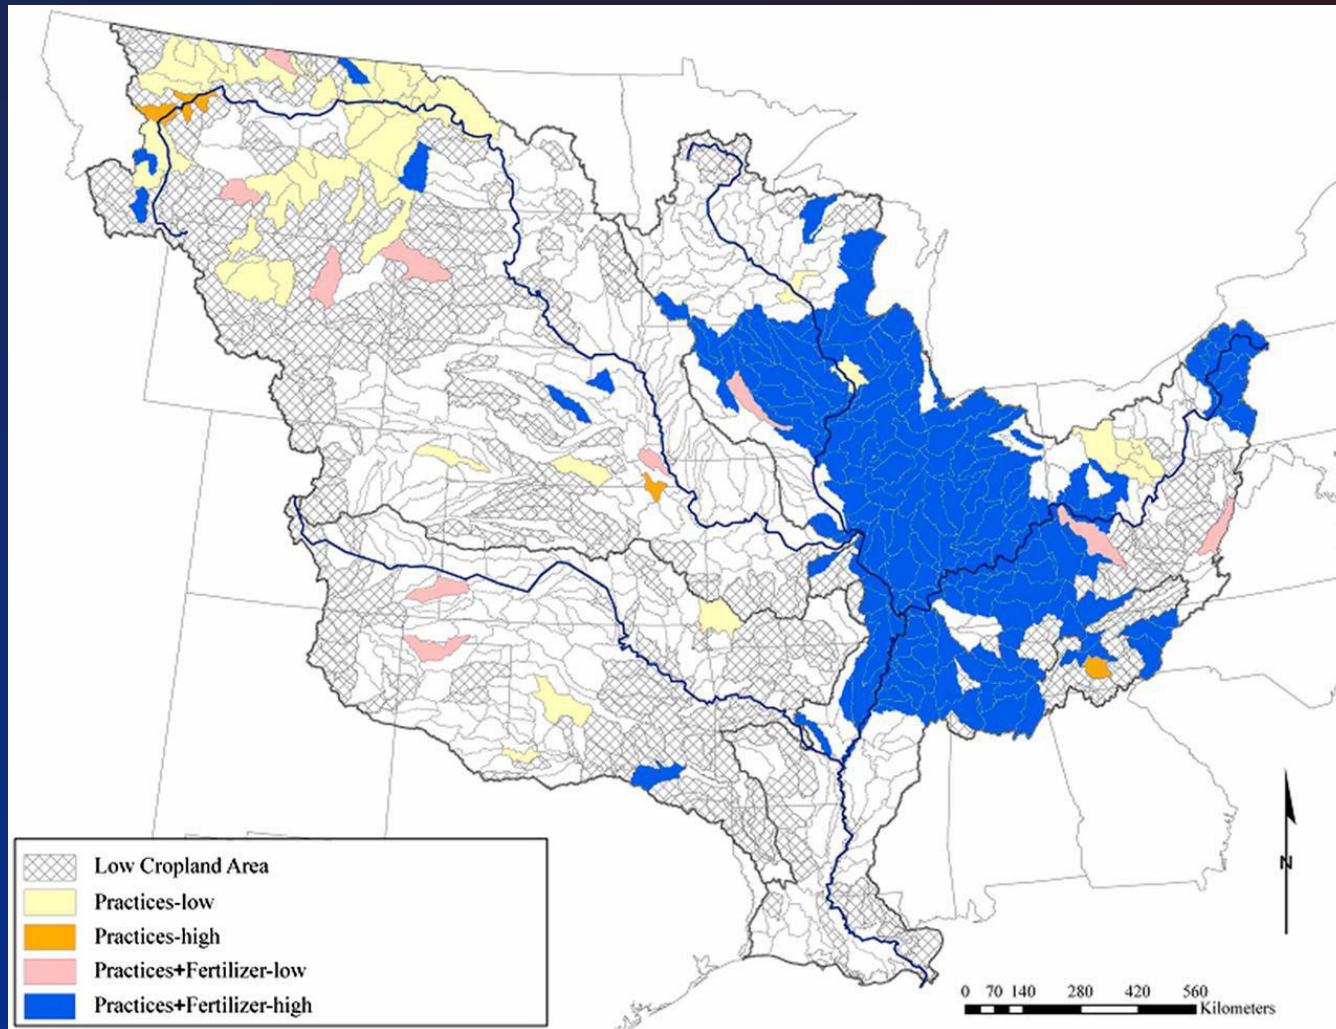 Low Cropland Area
Practices-low
Practices-high
Practices+Fertilizer-low
Practices+Fertilizer-high
N
0 70 140 280 420 560
Kilometers